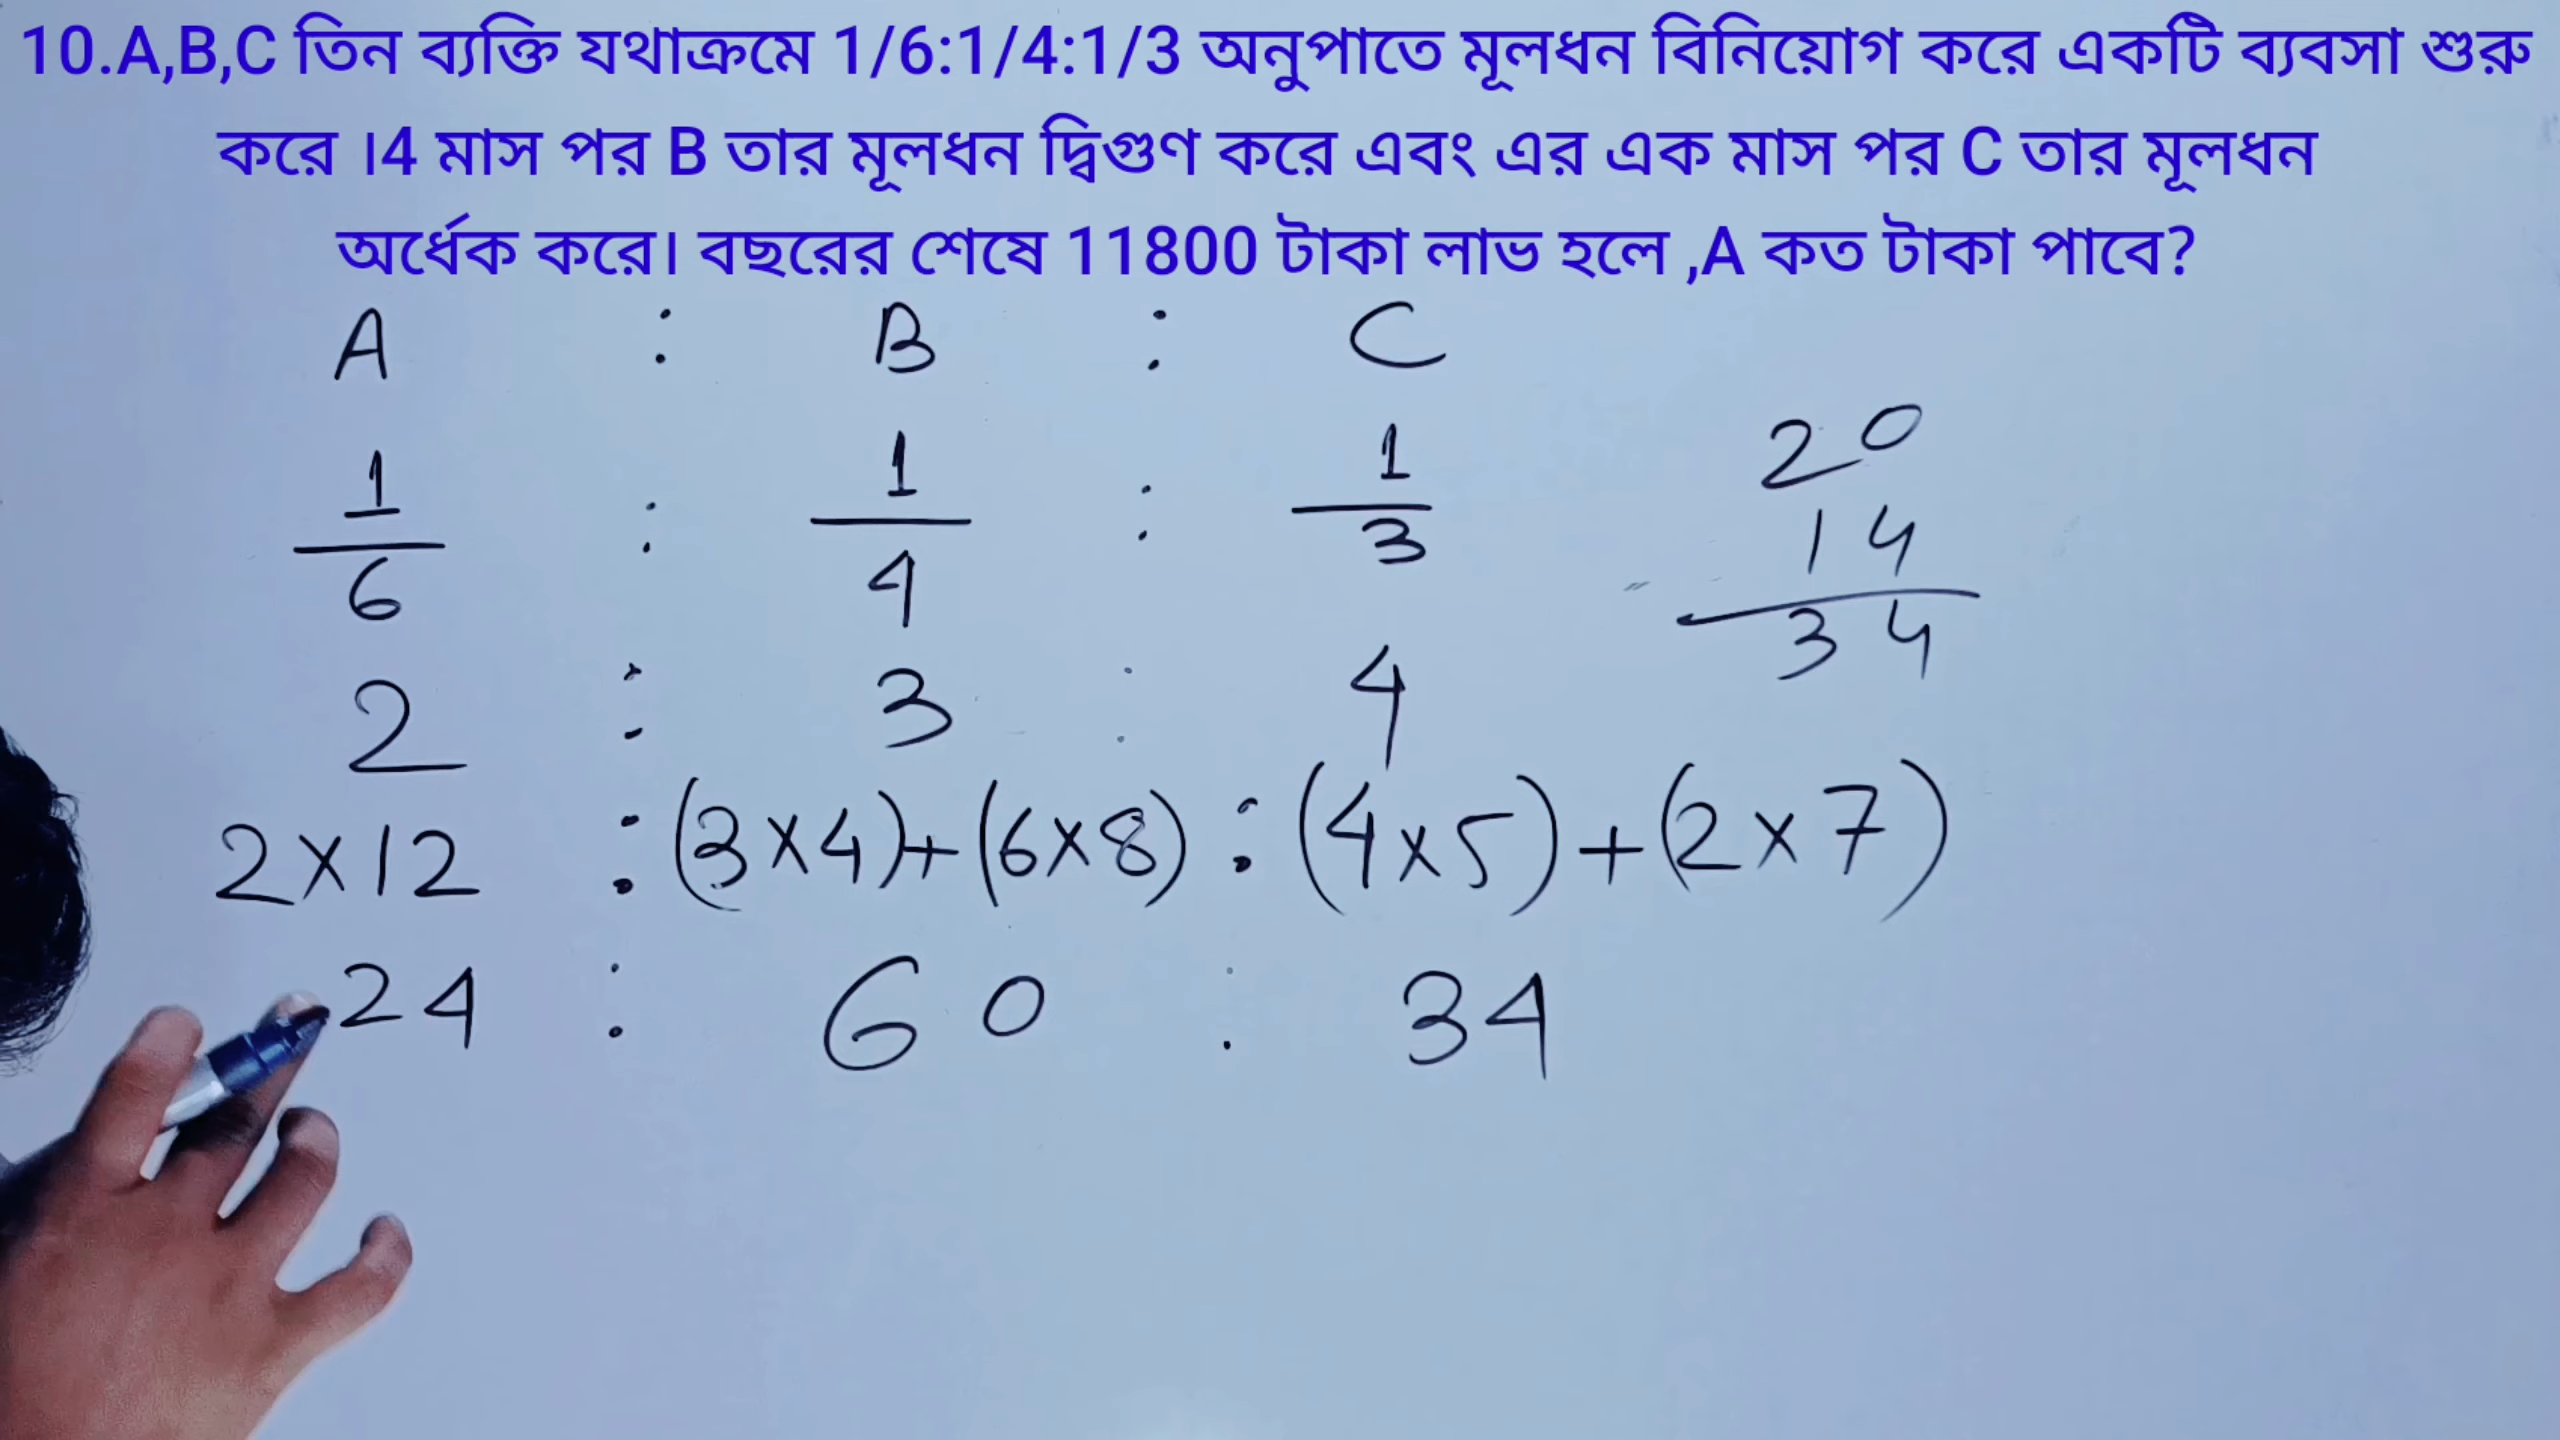 10.A,B,C তিন ব্যক্তি যথাক্রমে 1/6:1/4:1/3 অনুপাতে মূলধন বিনিয়োগ করে একটি ব্যবসা শুরু
করে ।4 মাস পর B তার মূলধন দ্বিগুণ করে এবং এর এক মাস পর C তার মূলধন
অর্ধেক করে। বছরের শেষে 11800 টাকা লাভ হলে ,A কত টাকা পাবে?
A : B : C
1/6 : 1/4 : 1/3
20
14
34
2 : 3 : 4
2×12 : (3×4)+(6×8) : (4×5)+(2×7)
24 : 60 : 34